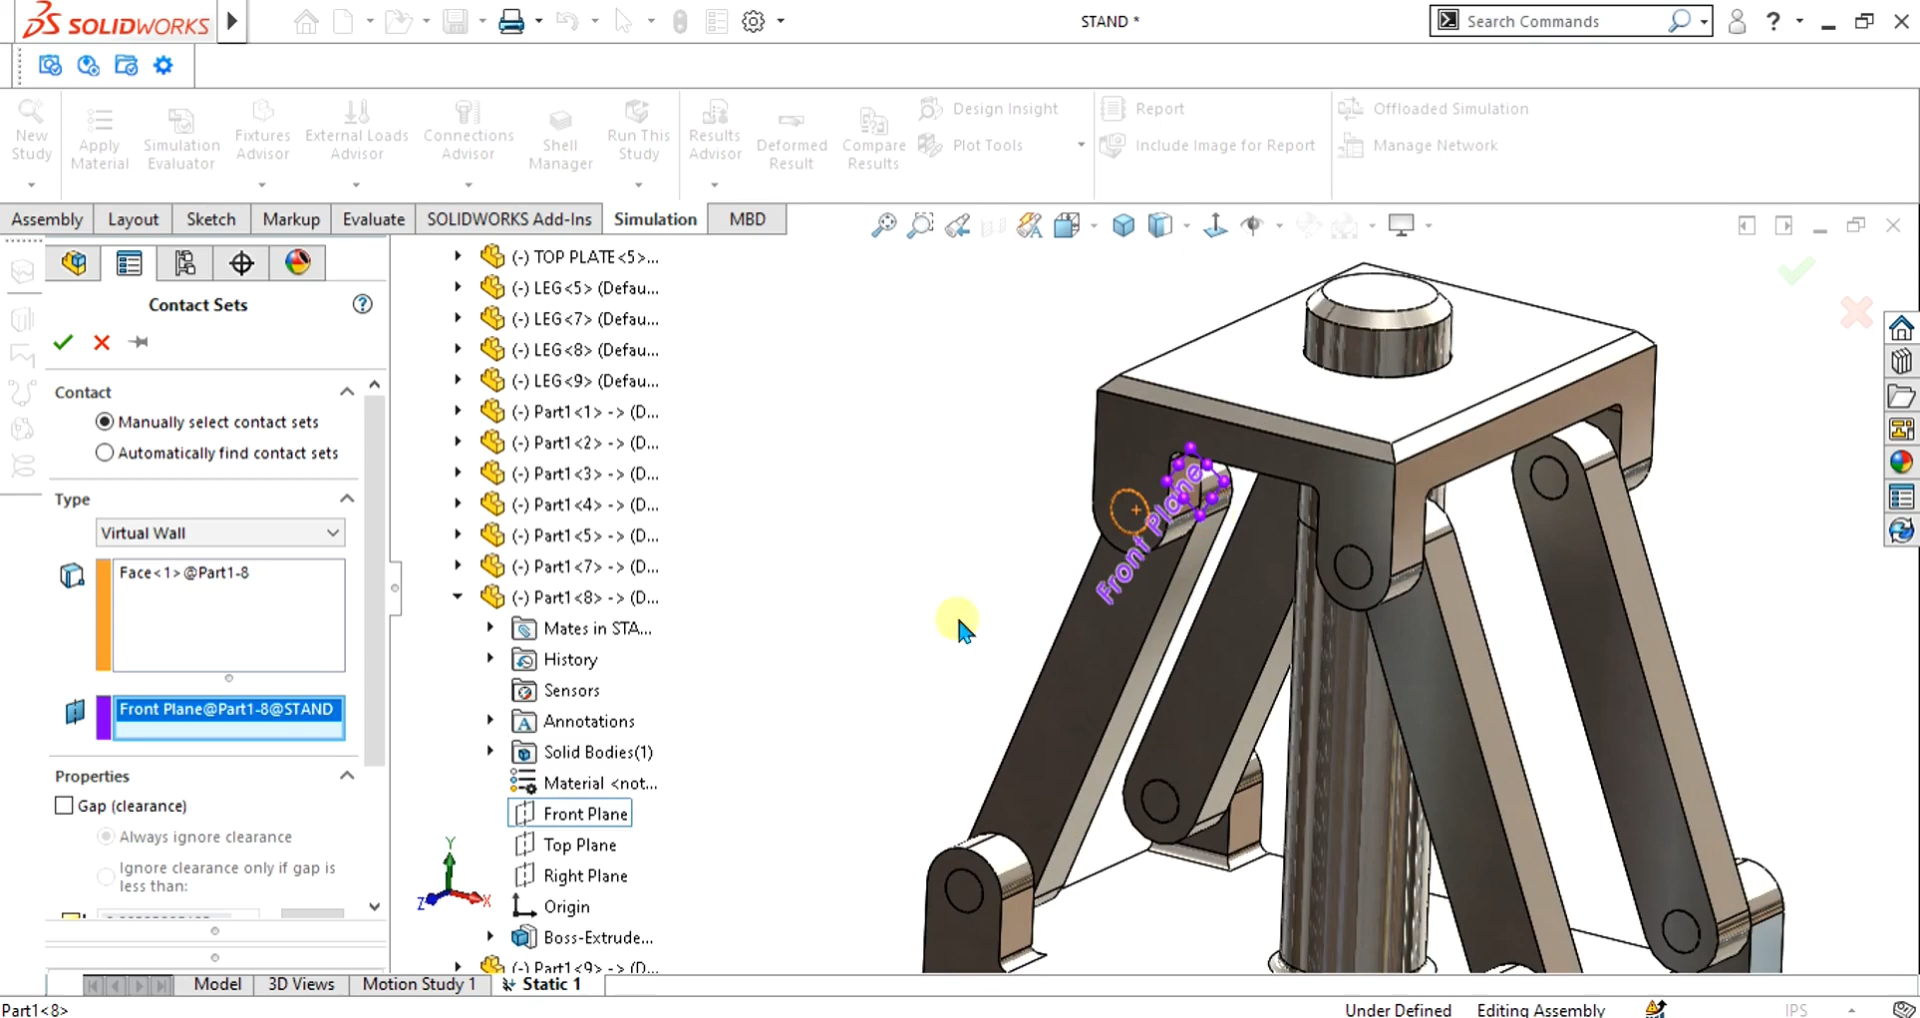 SOLIDWORKS
STAND *
Search Commands
New Study
Apply Material
Simulation Evaluator
Fixtures Advisor
External Loads Advisor
Connections Advisor
Shell Manager
Run This Study
Results Advisor
Deformed Result
Compare Results
Design Insight
Plot Tools
Report
Include Image for Report
Offloaded Simulation
Manage Network
Assembly
Layout
Sketch
Markup
Evaluate
SOLIDWORKS Add-Ins
Simulation
MBD
Contact Sets
Contact
Manually select contact sets
Automatically find contact sets
Type
Virtual Wall
Face<1>@Part1-8
Front Plane@Part1-8@STAND
Properties
Gap (clearance)
Always ignore clearance
Ignore clearance only if gap is
less than:
(-) TOP PLATE<5>...
(-) LEG<5> (Defau...
(-) LEG<7> (Defau...
(-) LEG<8> (Defau...
(-) LEG<9> (Defau...
(-) Part1<1> -> (D...
(-) Part1<2> -> (D...
(-) Part1<3> -> (D...
(-) Part1<4> -> (D...
(-) Part1<5> -> (D...
(-) Part1<7> -> (D...
(-) Part1<8> -> (D...
Mates in STA...
History
Sensors
Annotations
Solid Bodies(1)
Material <not...
Front Plane
Top Plane
Right Plane
Origin
Boss-Extrude...
(-) Part1<9> -> (D...
Front Plane
Y
Z
X
Model
3D Views
Motion Study 1
Static 1
Part1<8>
Under Defined
Editing Assembly
IPS